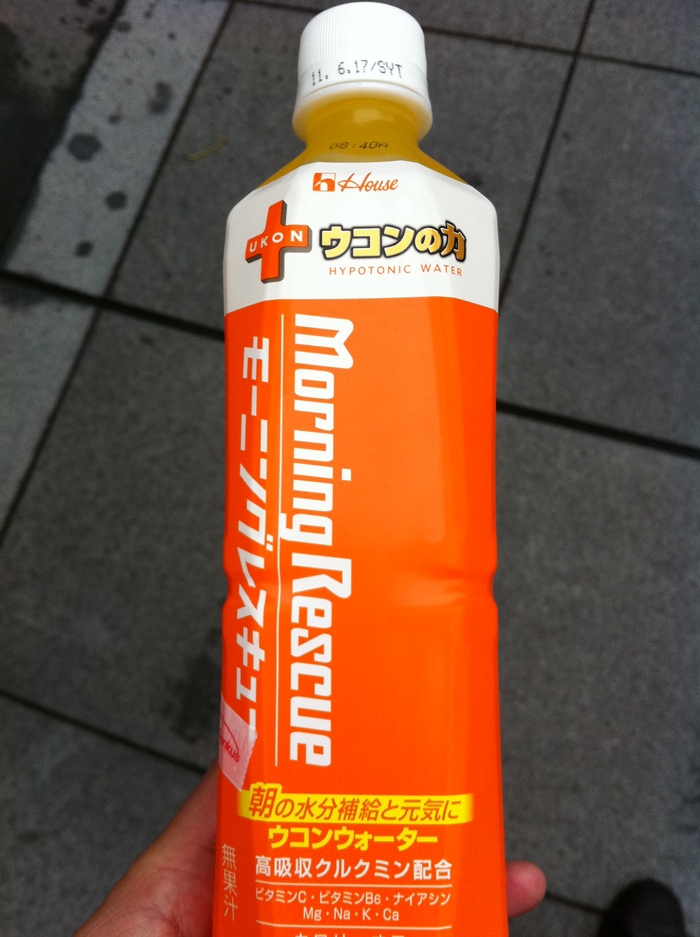 11. 6.17/SYT
08:40A
House
UKON
ウコンの力
HYPOTONIC WATER
Morning Rescue
モーニングレスキュー
朝の水分補給と元気に
ウコンウォーター
高吸収クルクミン配合
ビタミンC・ビタミンB6・ナイアシン
Mg・Na・K・Ca
無果汁